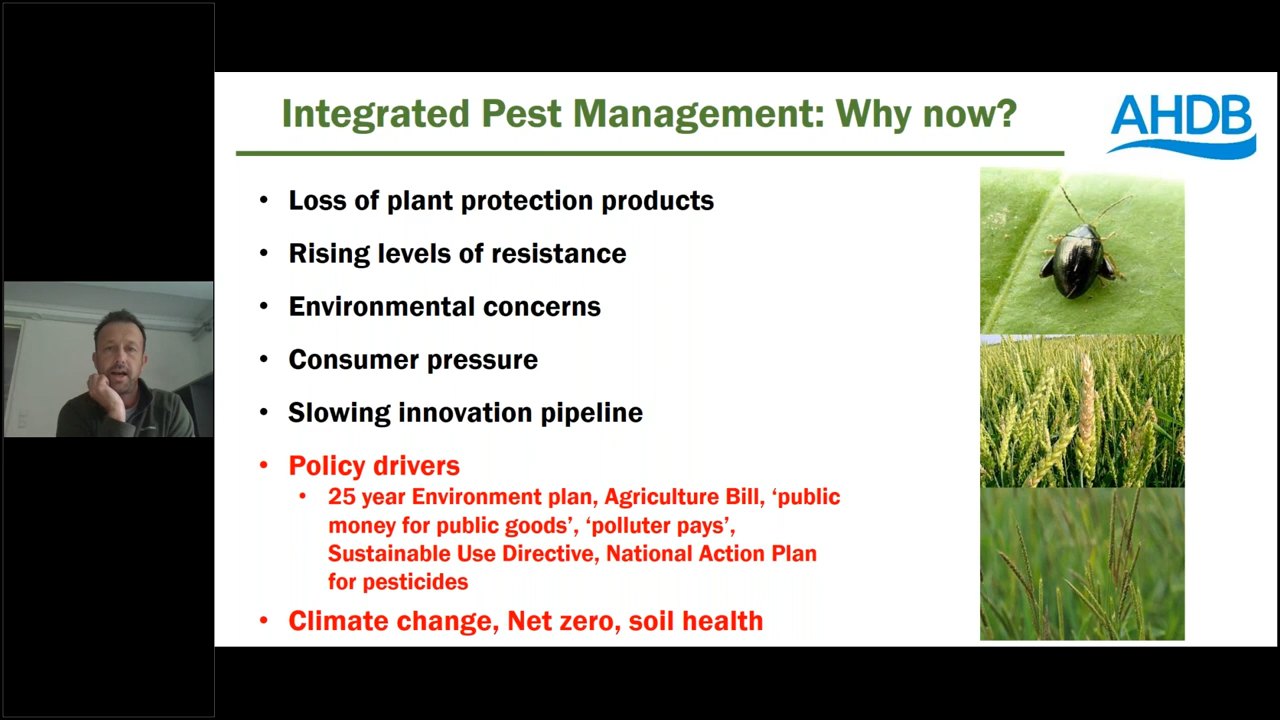 Integrated Pest Management: Why now?
AHDB
• Loss of plant protection products
• Rising levels of resistance
• Environmental concerns
• Consumer pressure
• Slowing innovation pipeline
• Policy drivers
• 25 year Environment plan, Agriculture Bill, ‘public
money for public goods’, ‘polluter pays’,
Sustainable Use Directive, National Action Plan
for pesticides
• Climate change, Net zero, soil health